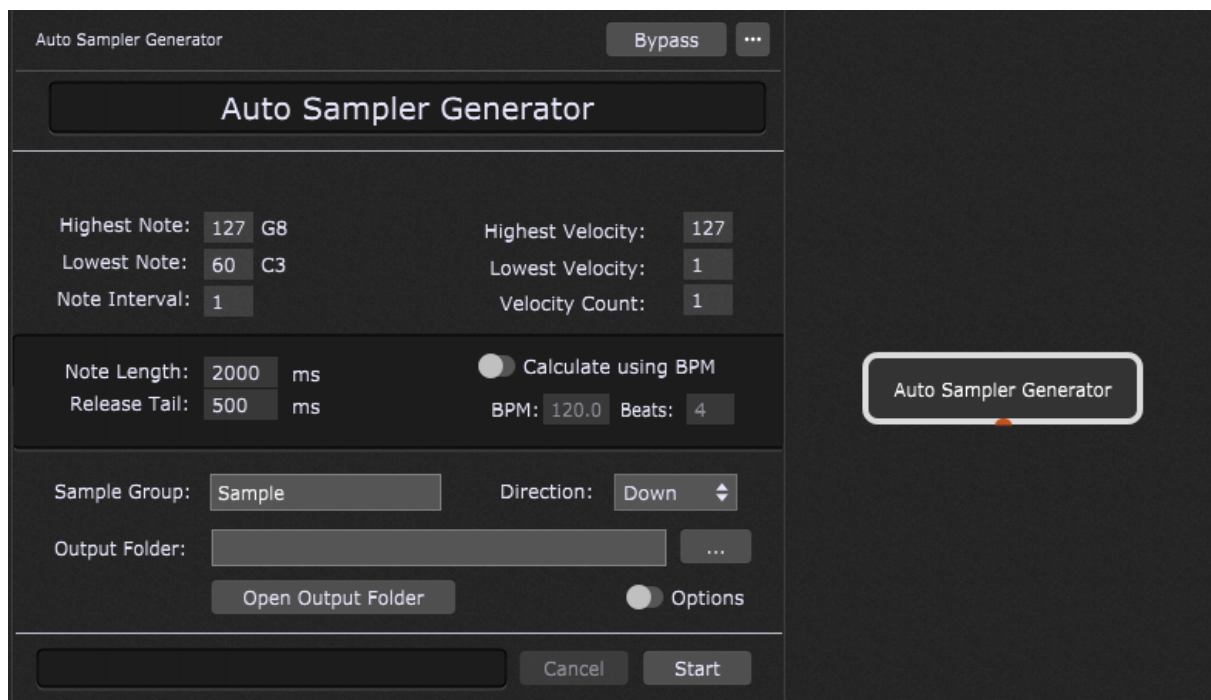 Auto Sampler Generator Bypass ...
Auto Sampler Generator
Highest Note: 127 G8 Highest Velocity: 127
Lowest Note: 60 C3 Lowest Velocity: 1
Note Interval: 1 Velocity Count: 1
Note Length: 2000 ms Calculate using BPM
Release Tail: 500 ms BPM: 120.0 Beats: 4
Auto Sampler Generator
Sample Group: Sample Direction: Down
Output Folder: ...
Open Output Folder Options
Cancel Start